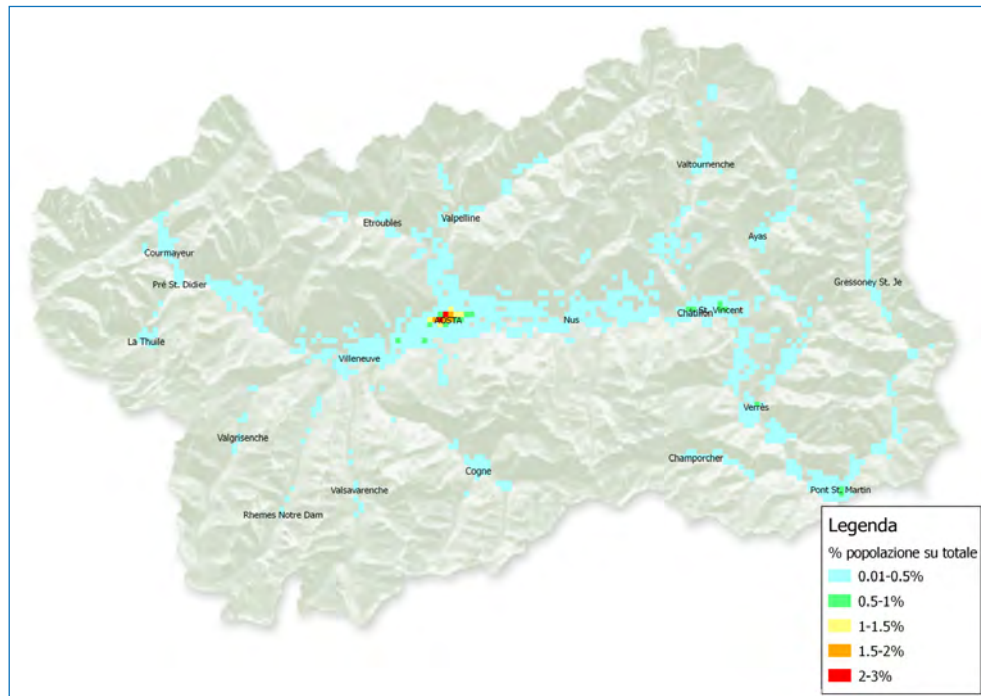 Valtournenche
Etroubles
Valpelline
Ayas
Courmayeur
Pré St. Didier
Gressoney St. Je
St. Vincent
Châtillon
AOSTA
Nus
La Thuile
Villeneuve
Verrès
Valgrisenche
Champorcher
Cogne
Valsavarenche
Pont St. Martin
Rhemes Notre Dam
Legenda
% popolazione su totale
0.01-0.5%
0.5-1%
1-1.5%
1.5-2%
2-3%